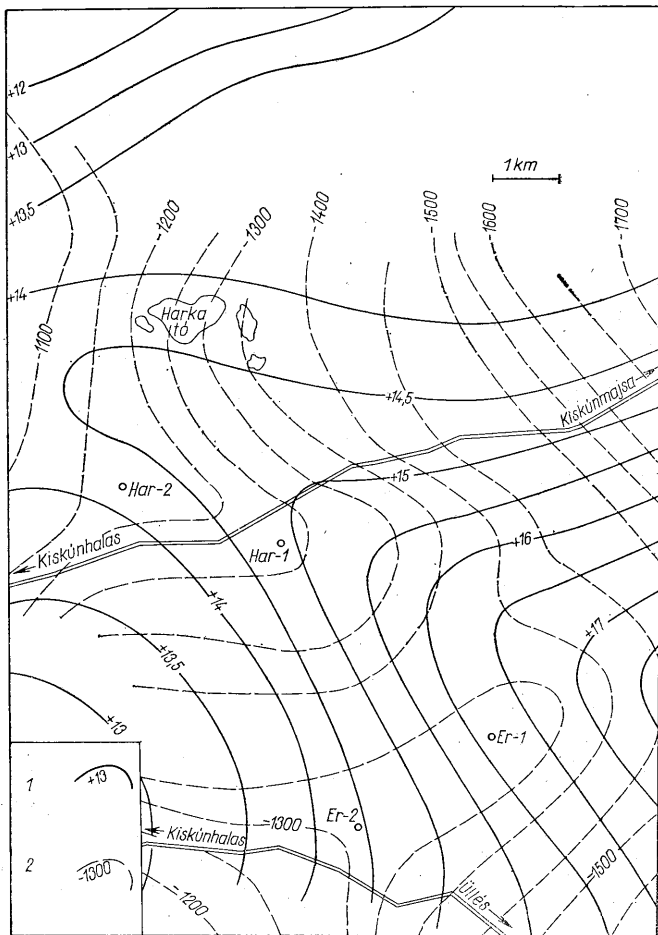 +12
+13
+13,5
1 km
-1200
-1300
-1400
-1500
-1600
-1700
+14
Harka
tó
-1100
+14,5
Kiskúnmajsa
+15
Har-2
Har-1
+16
Kiskúnhalas
+14
+17
+13,5
+13
Er-1
1
+13
Er-2
-1300
Kiskúnhalas
2
-1300
-1200
Üllés
-1500